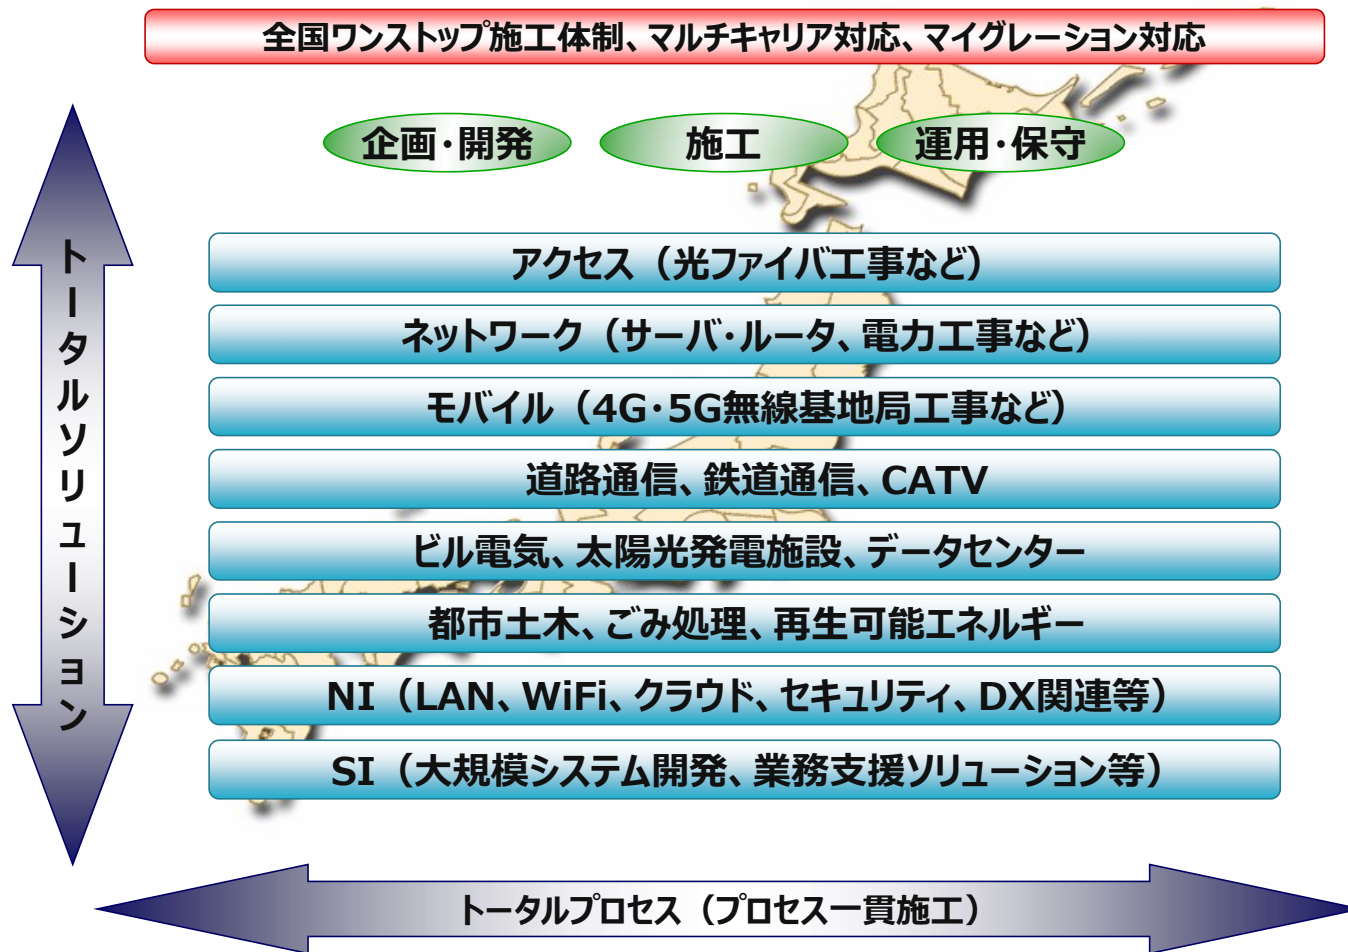 全国ワンストップ施工体制、マルチキャリア対応、マイグレーション対応
企画・開発
施工
運用・保守
トータルソリューション
アクセス（光ファイバ工事など）
ネットワーク（サーバ・ルータ、電力工事など）
モバイル（4G・5G無線基地局工事など）
道路通信、鉄道通信、CATV
ビル電気、太陽光発電施設、データセンター
都市土木、ごみ処理、再生可能エネルギー
NI（LAN、WiFi、クラウド、セキュリティ、DX関連等）
SI（大規模システム開発、業務支援ソリューション等）
トータルプロセス（プロセス一貫施工）